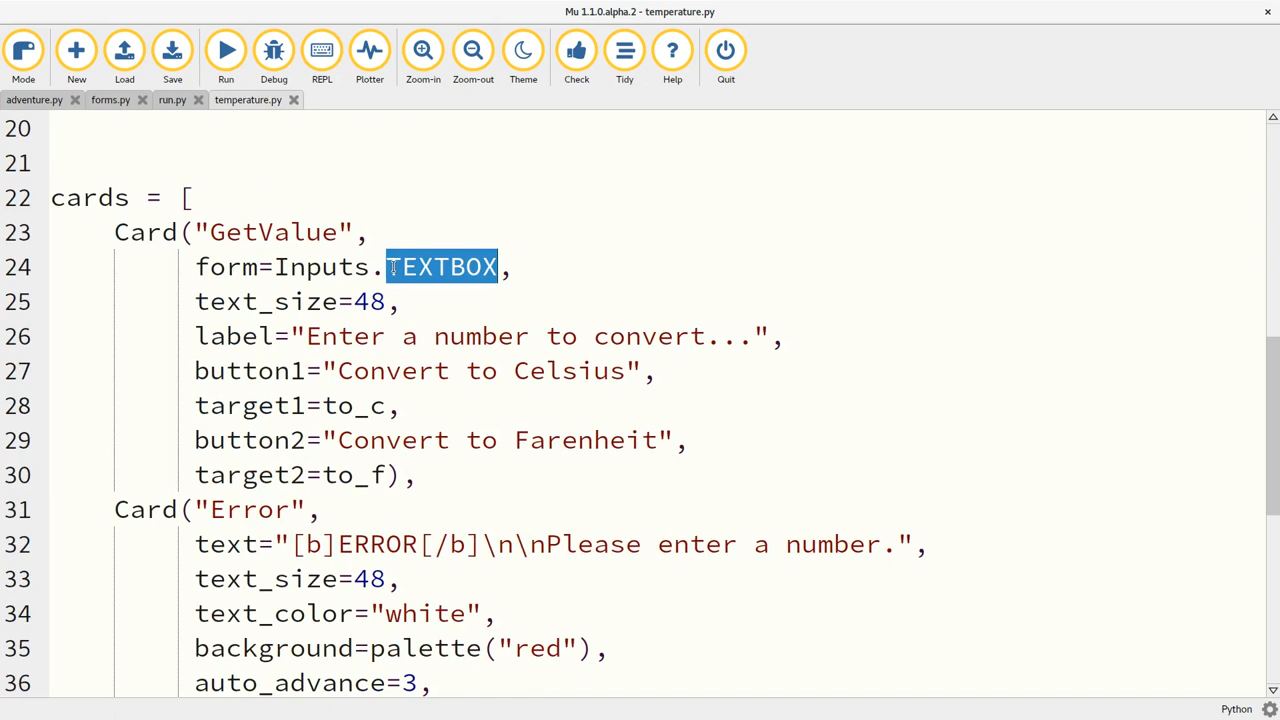 Mu 1.1.0.alpha.2 - temperature.py
Mode New Load Save Run Debug REPL Plotter Zoom-in Zoom-out Theme Check Tidy Help Quit
adventure.py forms.py run.py temperature.py
20
21
22 cards = [
23 Card("GetValue",
24 form=Inputs.TEXTBOX,
25 text_size=48,
26 label="Enter a number to convert...",
27 button1="Convert to Celsius",
28 target1=to_c,
29 button2="Convert to Farenheit",
30 target2=to_f),
31 Card("Error",
32 text="[b]ERROR[/b]\n\nPlease enter a number.",
33 text_size=48,
34 text_color="white",
35 background=palette("red"),
36 auto_advance=3,
Python